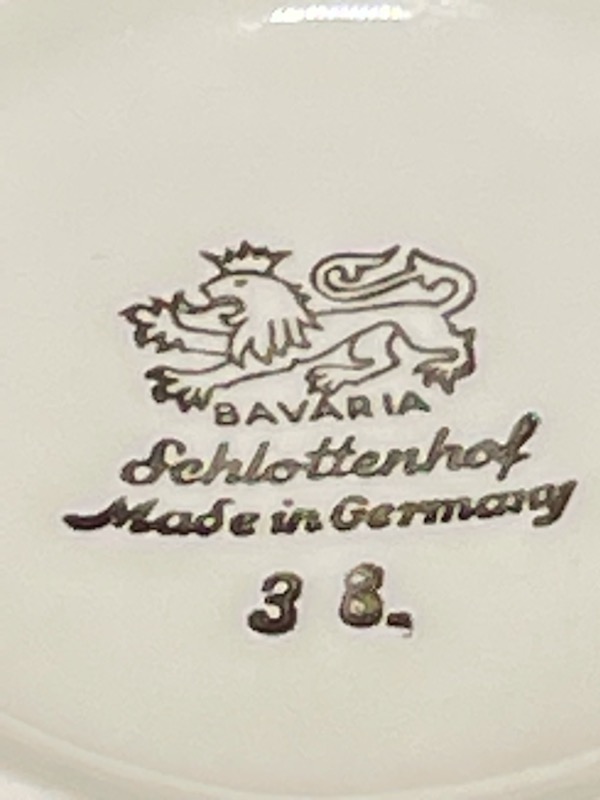 BAVARIA
Schlottenhof
Made in Germany
3 8.